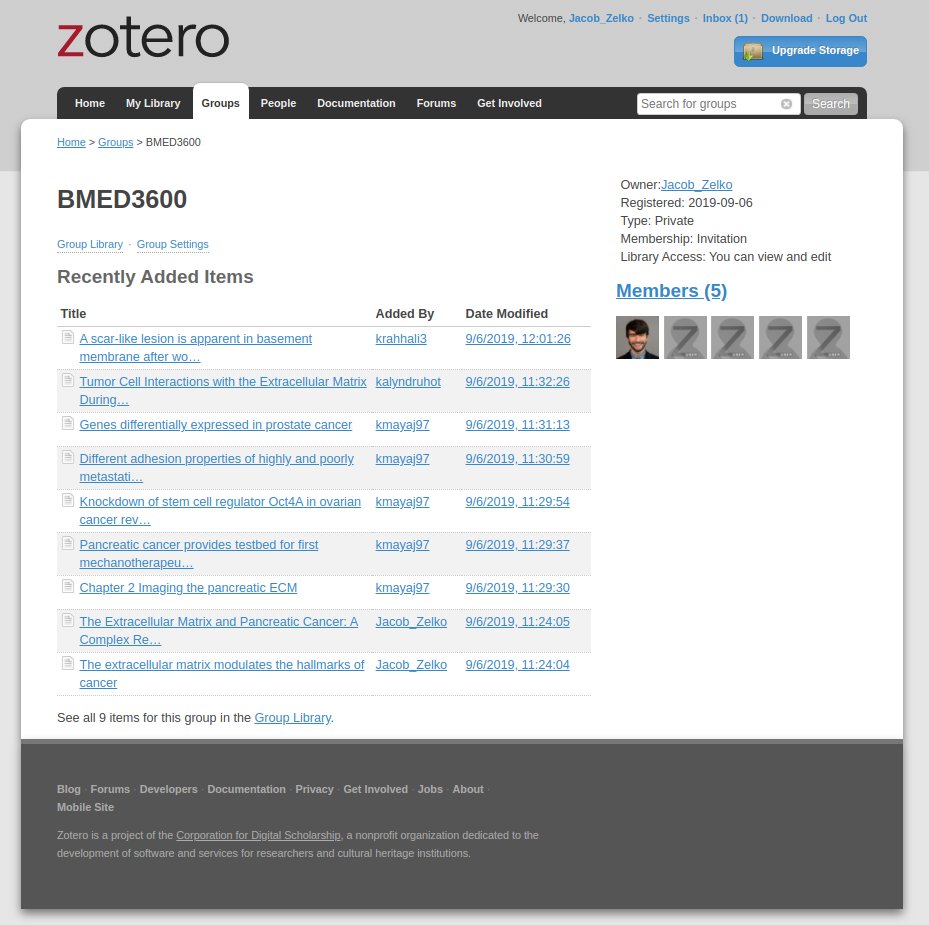 zotero
Welcome, Jacob_Zelko · Settings · Inbox (1) · Download · Log Out
Upgrade Storage
Home My Library Groups People Documentation Forums Get Involved
Search for groups Search
Home > Groups > BMED3600
BMED3600
Group Library · Group Settings
Recently Added Items
Title Added By Date Modified
A scar-like lesion is apparent in basement krahhali3 9/6/2019, 12:01:26
membrane after wo…
Tumor Cell Interactions with the Extracellular Matrix kalyndruhot 9/6/2019, 11:32:26
During…
Genes differentially expressed in prostate cancer kmayaj97 9/6/2019, 11:31:13
Different adhesion properties of highly and poorly kmayaj97 9/6/2019, 11:30:59
metastati…
Knockdown of stem cell regulator Oct4A in ovarian kmayaj97 9/6/2019, 11:29:54
cancer rev…
Pancreatic cancer provides testbed for first kmayaj97 9/6/2019, 11:29:37
mechanotherapeu…
Chapter 2 Imaging the pancreatic ECM kmayaj97 9/6/2019, 11:29:30
The Extracellular Matrix and Pancreatic Cancer: A Jacob_Zelko 9/6/2019, 11:24:05
Complex Re…
The extracellular matrix modulates the hallmarks of Jacob_Zelko 9/6/2019, 11:24:04
cancer
See all 9 items for this group in the Group Library.
Owner:Jacob_Zelko
Registered: 2019-09-06
Type: Private
Membership: Invitation
Library Access: You can view and edit
Members (5)
Blog · Forums · Developers · Documentation · Privacy · Get Involved · Jobs · About ·
Mobile Site
Zotero is a project of the Corporation for Digital Scholarship, a nonprofit organization dedicated to the
development of software and services for researchers and cultural heritage institutions.